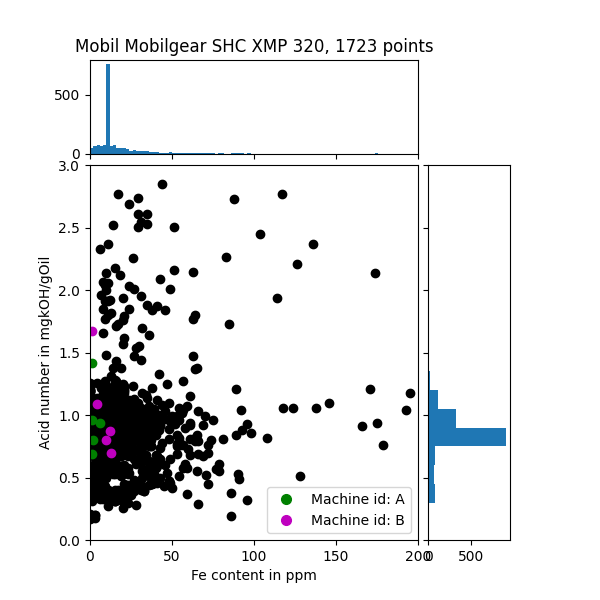 Mobil Mobilgear SHC XMP 320, 1723 points
500
0
3.0
2.5
2.0
1.5
1.0
0.5
0.0
Acid number in mgkOH/gOil
Machine id: A
Machine id: B
0 50 100 150 200
0 500
Fe content in ppm